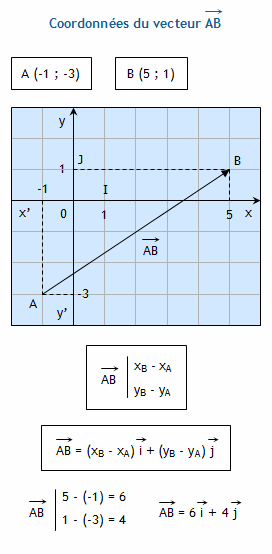 Coordonnées du vecteur AB
A (-1 ; -3) B (5 ; 1)
y
J
B
1
-1 I
x' 0 1 5 x
AB
A -3
y'
AB | xB - xA
yB - yA
AB = (xB - xA) i + (yB - yA) j
AB | 5 - (-1) = 6
1 - (-3) = 4
AB = 6 i + 4 j